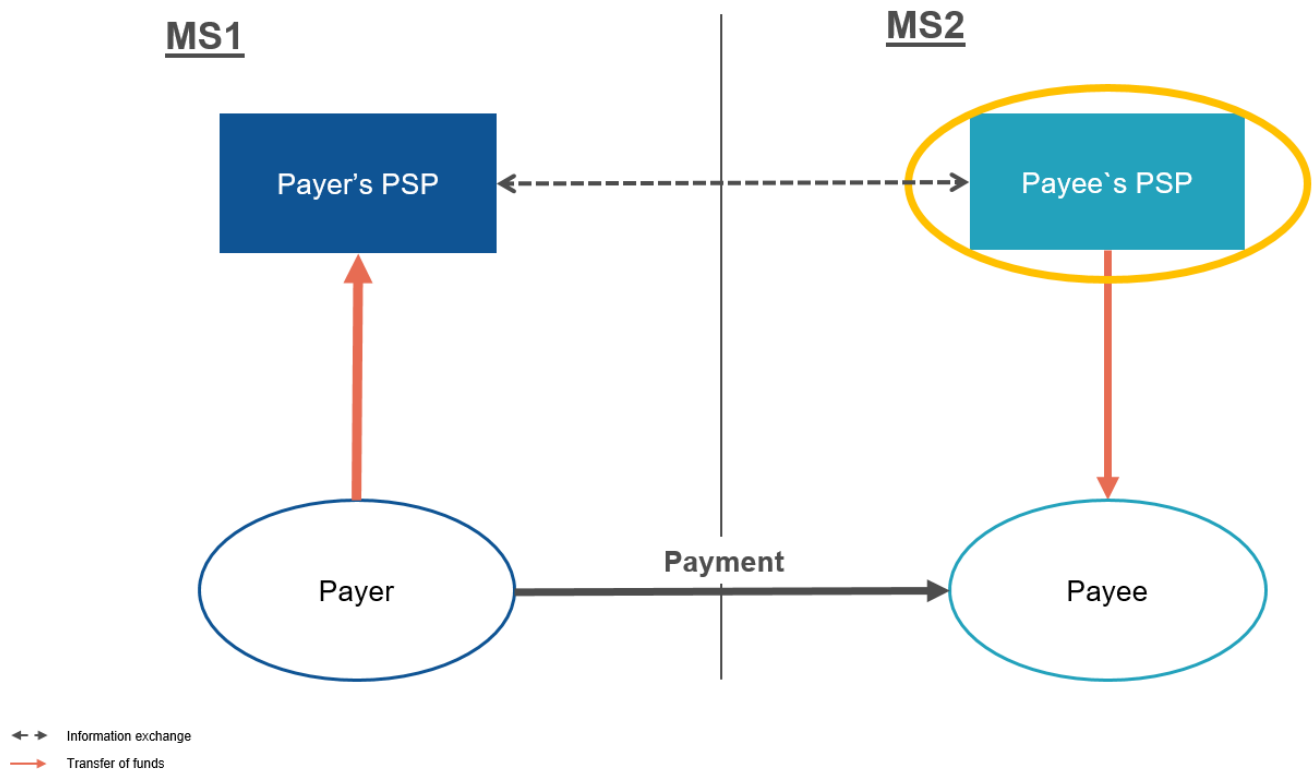 MS1
MS2
Payer’s PSP
Payee`s PSP
Payment
Payer
Payee
Information exchange
Transfer of funds